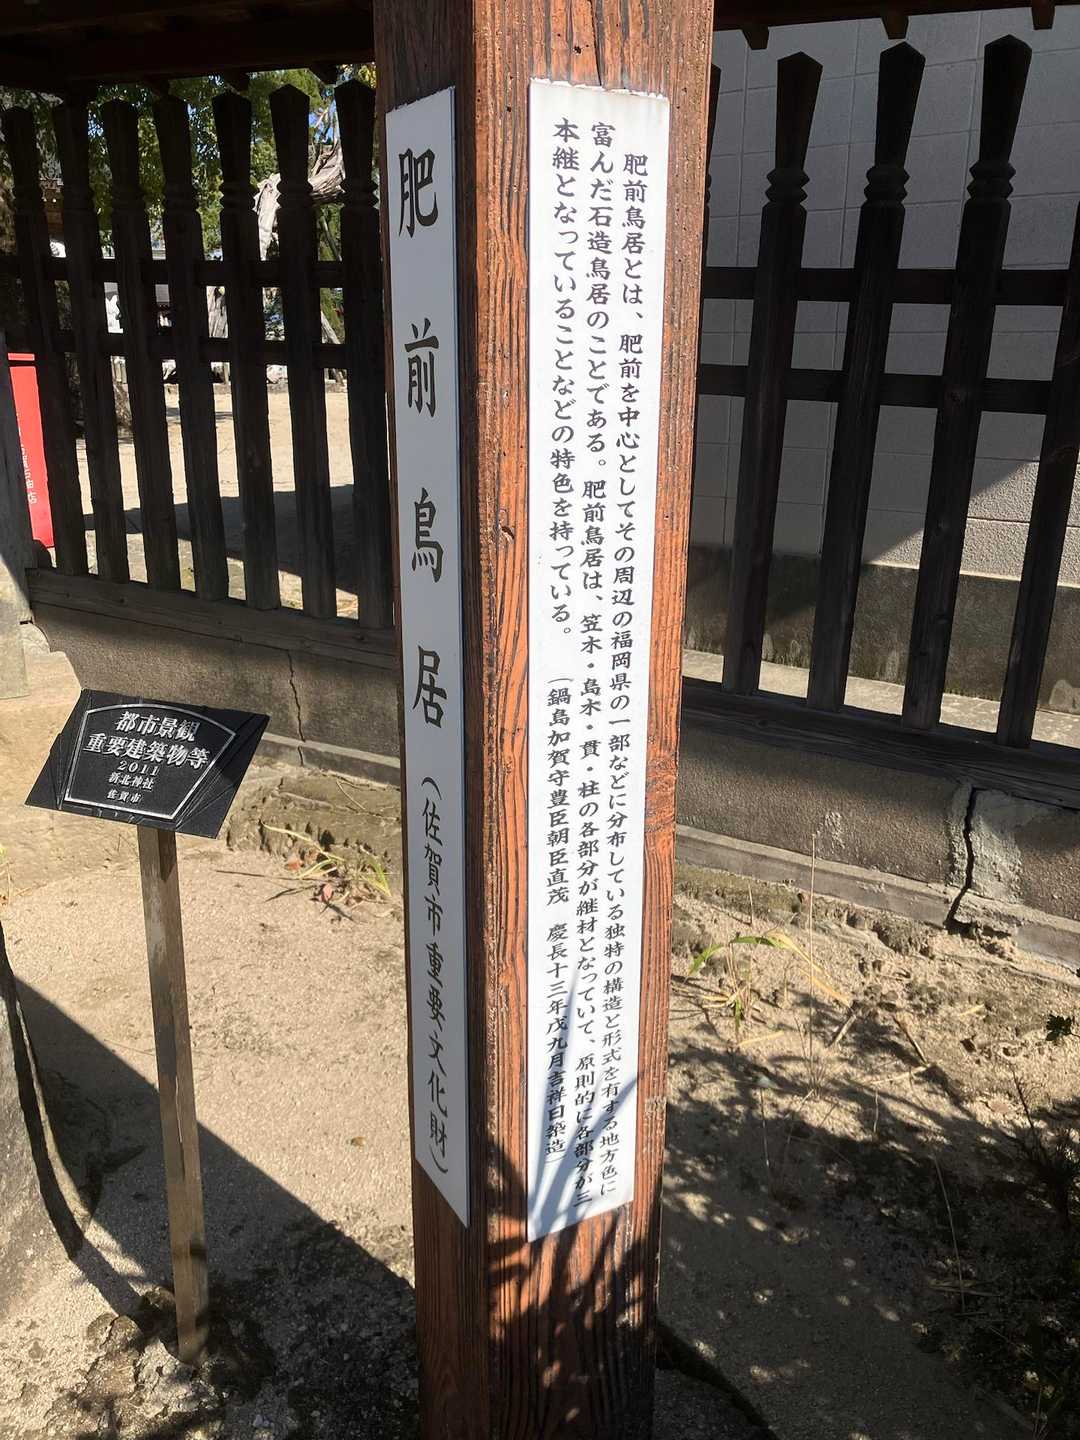 肥前鳥居とは、肥前を中心としてその周辺の福岡県の一部などに分布している独特の構造と形式を有する地方色に
富んだ石造鳥居のことである。肥前鳥居は、笠木・島木・貫・柱の各部分が継材となっていて、原則的に各部分が三
本継となっていることなどの特色を持っている。（鍋島加賀守豊臣朝臣直茂　慶長十三年戊九月吉祥日築造）
肥前鳥居（佐賀市重要文化財）
都市景観
重要建築物等
2011
新北神社
佐賀市
店